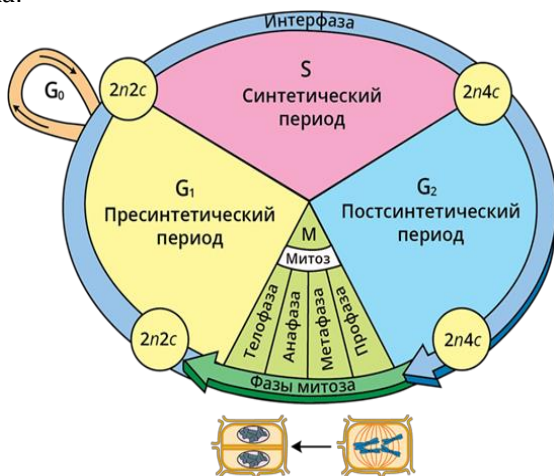 Интерфаза
S
Синтетический
период
G₀
2n2c
2n4c
G₁
Пресинтетический
период
G₂
Постсинтетический
период
М
Митоз
Телофаза
Анафаза
Метафаза
Профаза
2n2c
2n4c
Фазы митоза